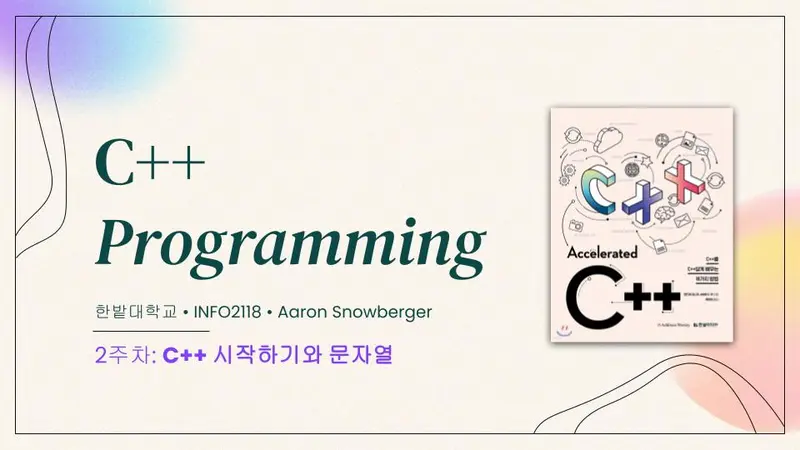 C++
Programming
한밭대학교 • INFO2118 • Aaron Snowberger
2주차: C++ 시작하기와 문자열
C++
Accelerated
C++
C++를